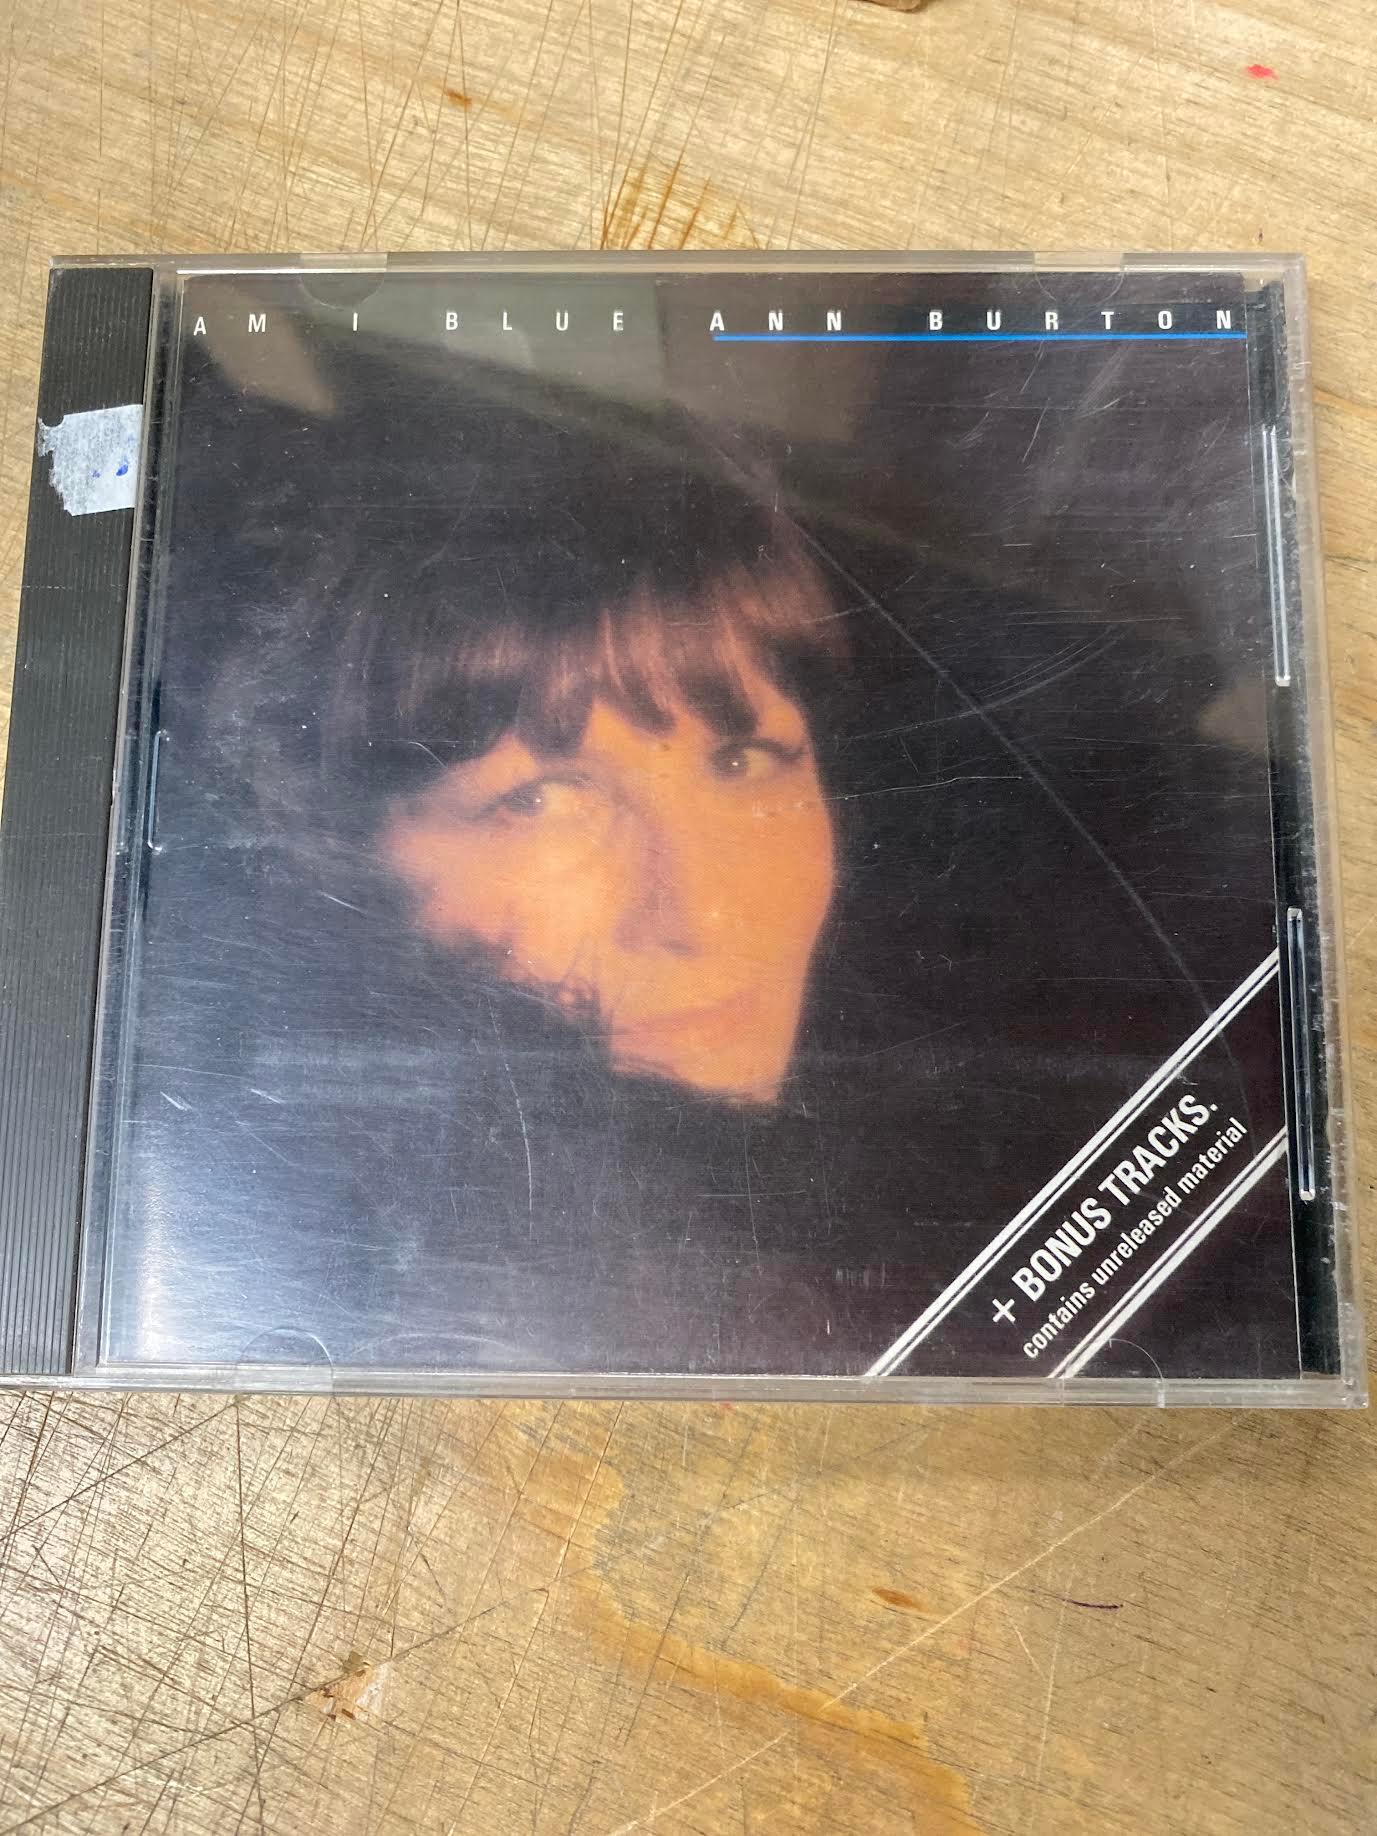 AM I BLUE ANN BURTON
+ BONUS TRACKS.
contains unreleased material